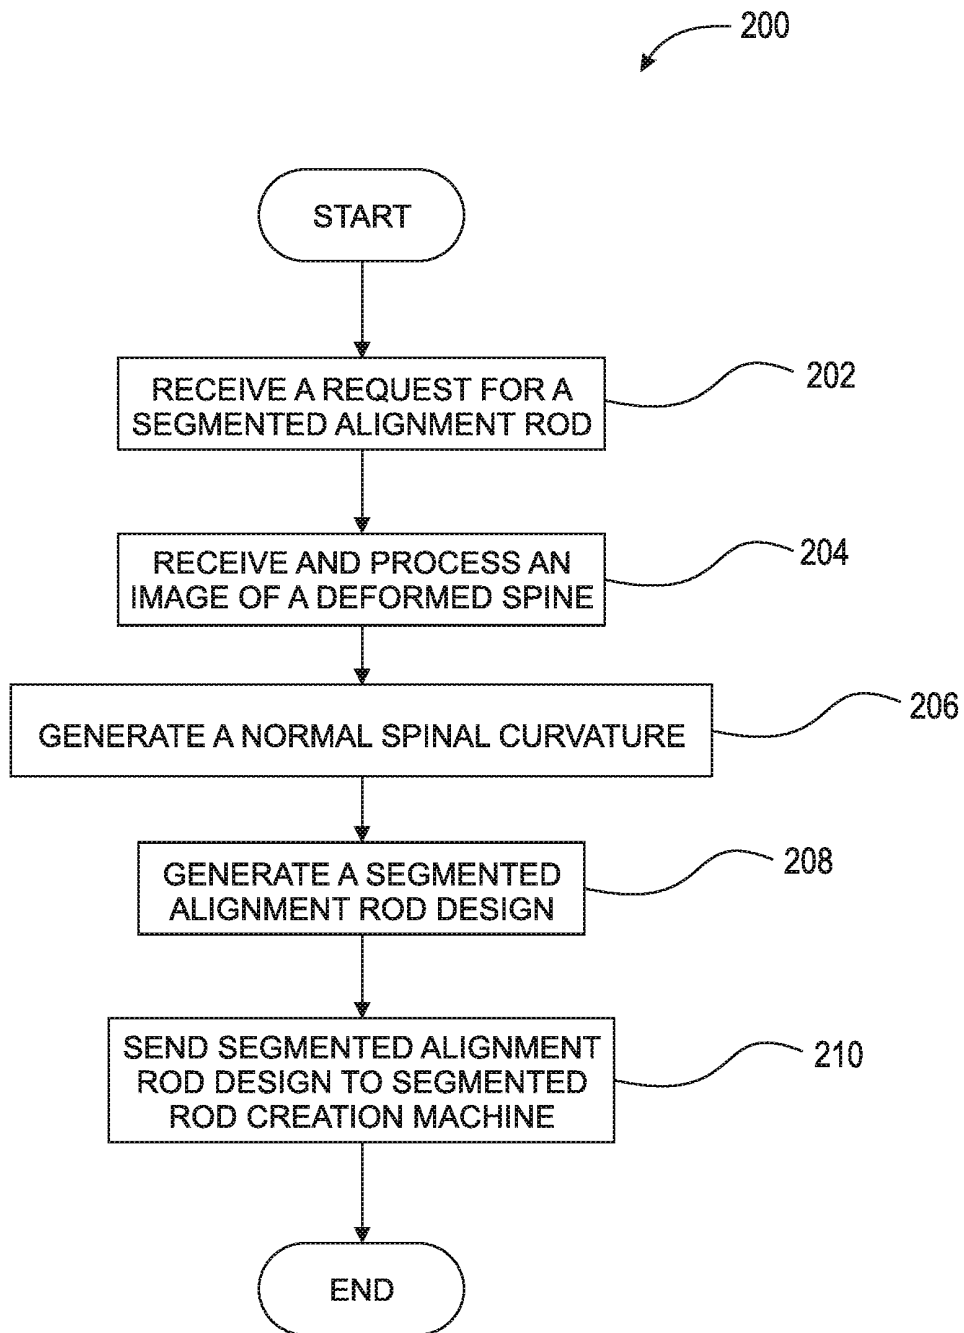 200
START
RECEIVE A REQUEST FOR A
SEGMENTED ALIGNMENT ROD
202
RECEIVE AND PROCESS AN
IMAGE OF A DEFORMED SPINE
204
GENERATE A NORMAL SPINAL CURVATURE
206
GENERATE A SEGMENTED
ALIGNMENT ROD DESIGN
208
SEND SEGMENTED ALIGNMENT
ROD DESIGN TO SEGMENTED
ROD CREATION MACHINE
210
END